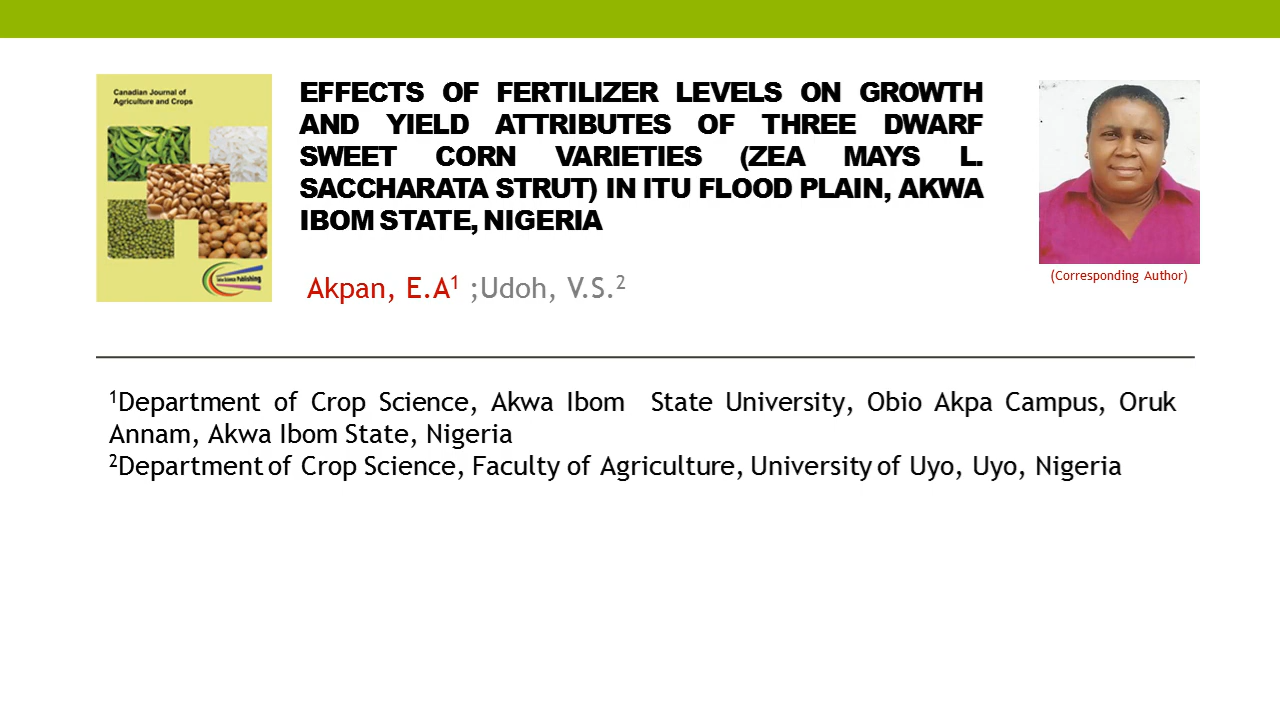 Canadian Journal of
Agriculture and Crops
EFFECTS OF FERTILIZER LEVELS ON GROWTH
AND YIELD ATTRIBUTES OF THREE DWARF
SWEET CORN VARIETIES (ZEA MAYS L.
SACCHARATA STRUT) IN ITU FLOOD PLAIN, AKWA
IBOM STATE, NIGERIA
Akpan, E.A¹ ;Udoh, V.S.²
(Corresponding Author)
¹Department of Crop Science, Akwa Ibom State University, Obio Akpa Campus, Oruk
Annam, Akwa Ibom State, Nigeria
²Department of Crop Science, Faculty of Agriculture, University of Uyo, Uyo, Nigeria